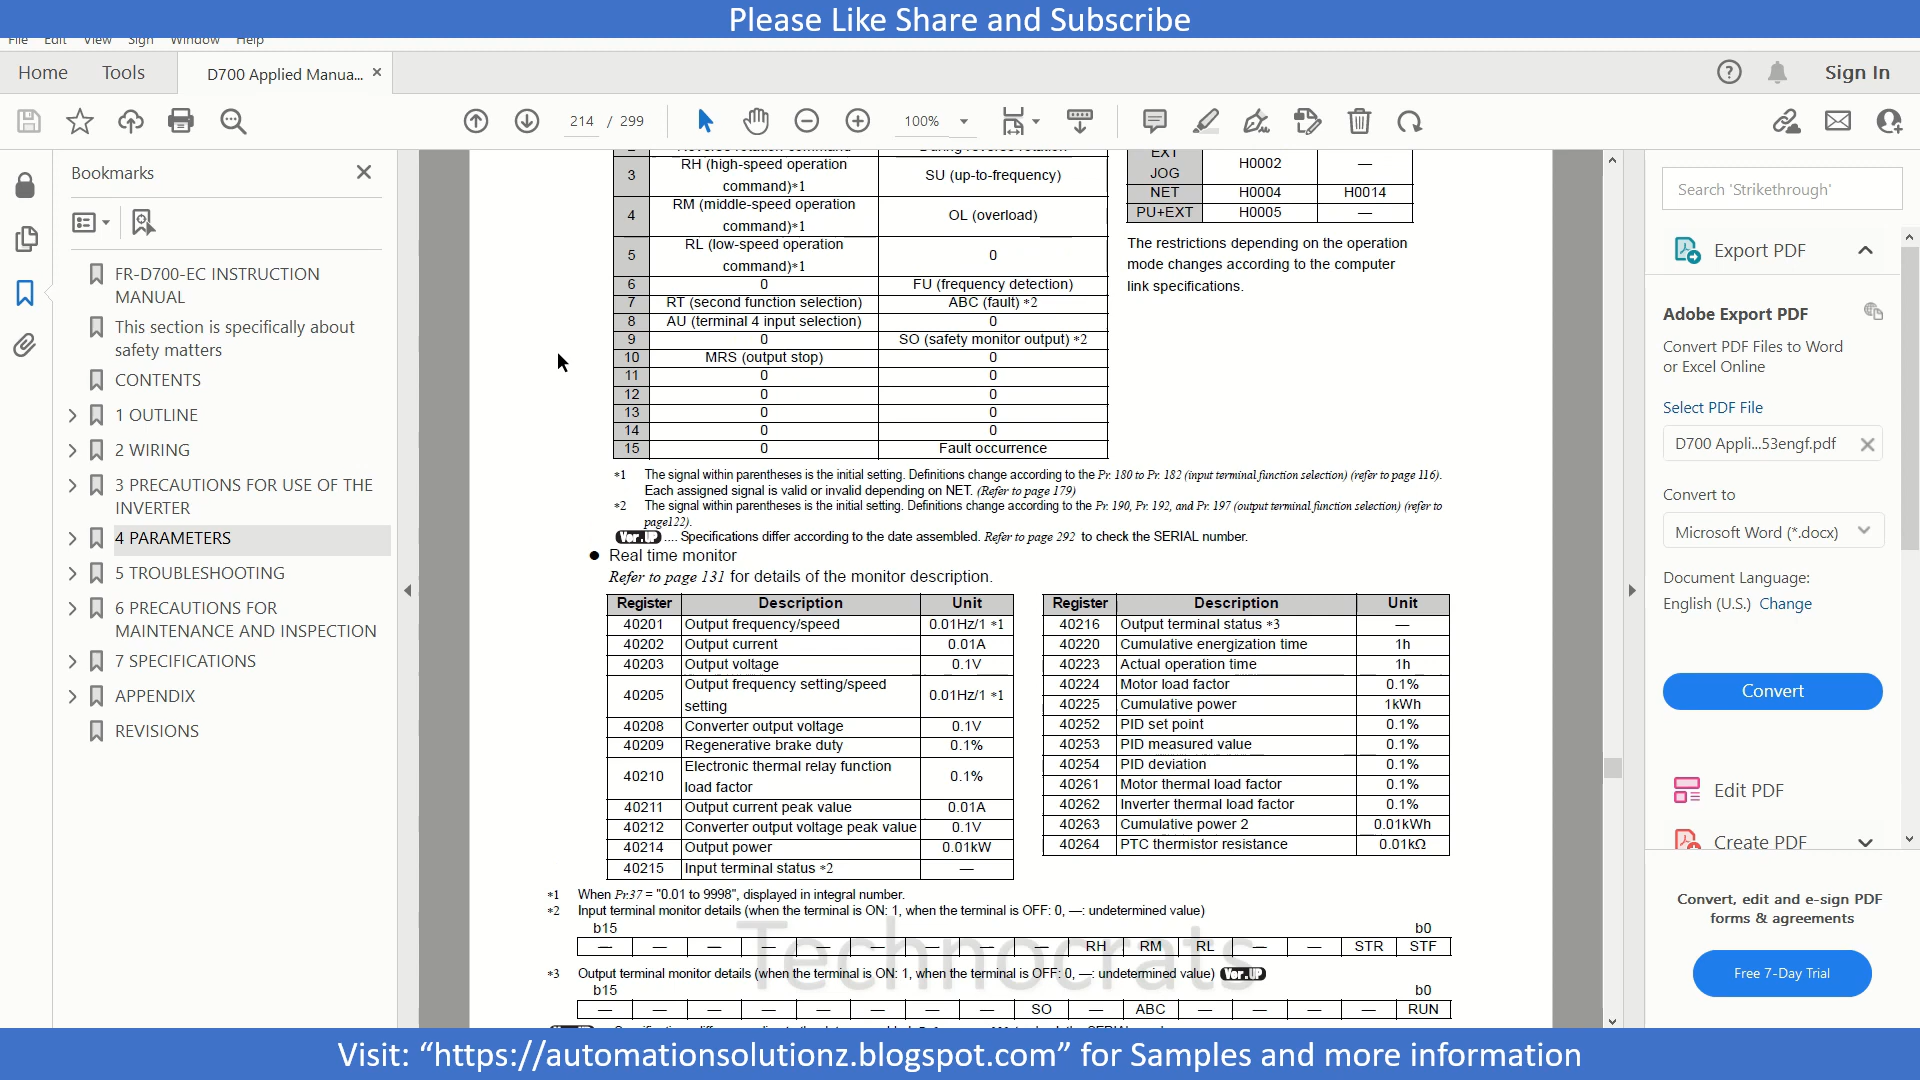 Please Like Share and Subscribe
File Edit View Sign Window Help
Home Tools D700 Applied Manua... × Sign In
214 / 299 100%
Bookmarks
FR-D700-EC INSTRUCTION
MANUAL
This section is specifically about
safety matters
CONTENTS
1 OUTLINE
2 WIRING
3 PRECAUTIONS FOR USE OF THE
INVERTER
4 PARAMETERS
5 TROUBLESHOOTING
6 PRECAUTIONS FOR
MAINTENANCE AND INSPECTION
7 SPECIFICATIONS
APPENDIX
REVISIONS
3 RH (high-speed operation command)*1 SU (up-to-frequency)
4 RM (middle-speed operation command)*1 OL (overload)
5 RL (low-speed operation command)*1 0
6 0 FU (frequency detection)
7 RT (second function selection) ABC (fault) *2
8 AU (terminal 4 input selection) 0
9 0 SO (safety monitor output) *2
10 MRS (output stop) 0
11 0 0
12 0 0
13 0 0
14 0 0
15 0 Fault occurrence
EXT
JOG H0002 —
NET H0004 H0014
PU+EXT H0005 —
The restrictions depending on the operation
mode changes according to the computer
link specifications.
*1 The signal within parentheses is the initial setting. Definitions change according to the Pr. 180 to Pr. 182 (input terminal function selection) (refer to page 116).
Each assigned signal is valid or invalid depending on NET. (Refer to page 179)
*2 The signal within parentheses is the initial setting. Definitions change according to the Pr. 190, Pr. 192, and Pr. 197 (output terminal function selection) (refer to
page122).
Ver.UP .... Specifications differ according to the date assembled. Refer to page 292 to check the SERIAL number.
● Real time monitor
Refer to page 131 for details of the monitor description.
Register Description Unit
40201 Output frequency/speed 0.01Hz/1 *1
40202 Output current 0.01A
40203 Output voltage 0.1V
40205 Output frequency setting/speed setting 0.01Hz/1 *1
40208 Converter output voltage 0.1V
40209 Regenerative brake duty 0.1%
40210 Electronic thermal relay function load factor 0.1%
40211 Output current peak value 0.01A
40212 Converter output voltage peak value 0.1V
40214 Output power 0.01kW
40215 Input terminal status *2 —
Register Description Unit
40216 Output terminal status *3 —
40220 Cumulative energization time 1h
40223 Actual operation time 1h
40224 Motor load factor 0.1%
40225 Cumulative power 1kWh
40252 PID set point 0.1%
40253 PID measured value 0.1%
40254 PID deviation 0.1%
40261 Motor thermal load factor 0.1%
40262 Inverter thermal load factor 0.1%
40263 Cumulative power 2 0.01kWh
40264 PTC thermistor resistance 0.01kΩ
*1 When Pr.37 = "0.01 to 9998", displayed in integral number.
*2 Input terminal monitor details (when the terminal is ON: 1, when the terminal is OFF: 0, —: undetermined value)
b15 b0
— — — — — — — — — RH RM RL — — STR STF
*3 Output terminal monitor details (when the terminal is ON: 1, when the terminal is OFF: 0, —: undetermined value) Ver.UP
b15 b0
— — — — — — — — SO — ABC — — — — RUN
Technocrats
Search 'Strikethrough'
Export PDF
Adobe Export PDF
Convert PDF Files to Word
or Excel Online
Select PDF File
D700 Appli...53engf.pdf
Convert to
Microsoft Word (*.docx)
Document Language:
English (U.S.) Change
Convert
Edit PDF
Create PDF
Convert, edit and e-sign PDF
forms & agreements
Free 7-Day Trial
Visit: “https://automationsolutionz.blogspot.com” for Samples and more information